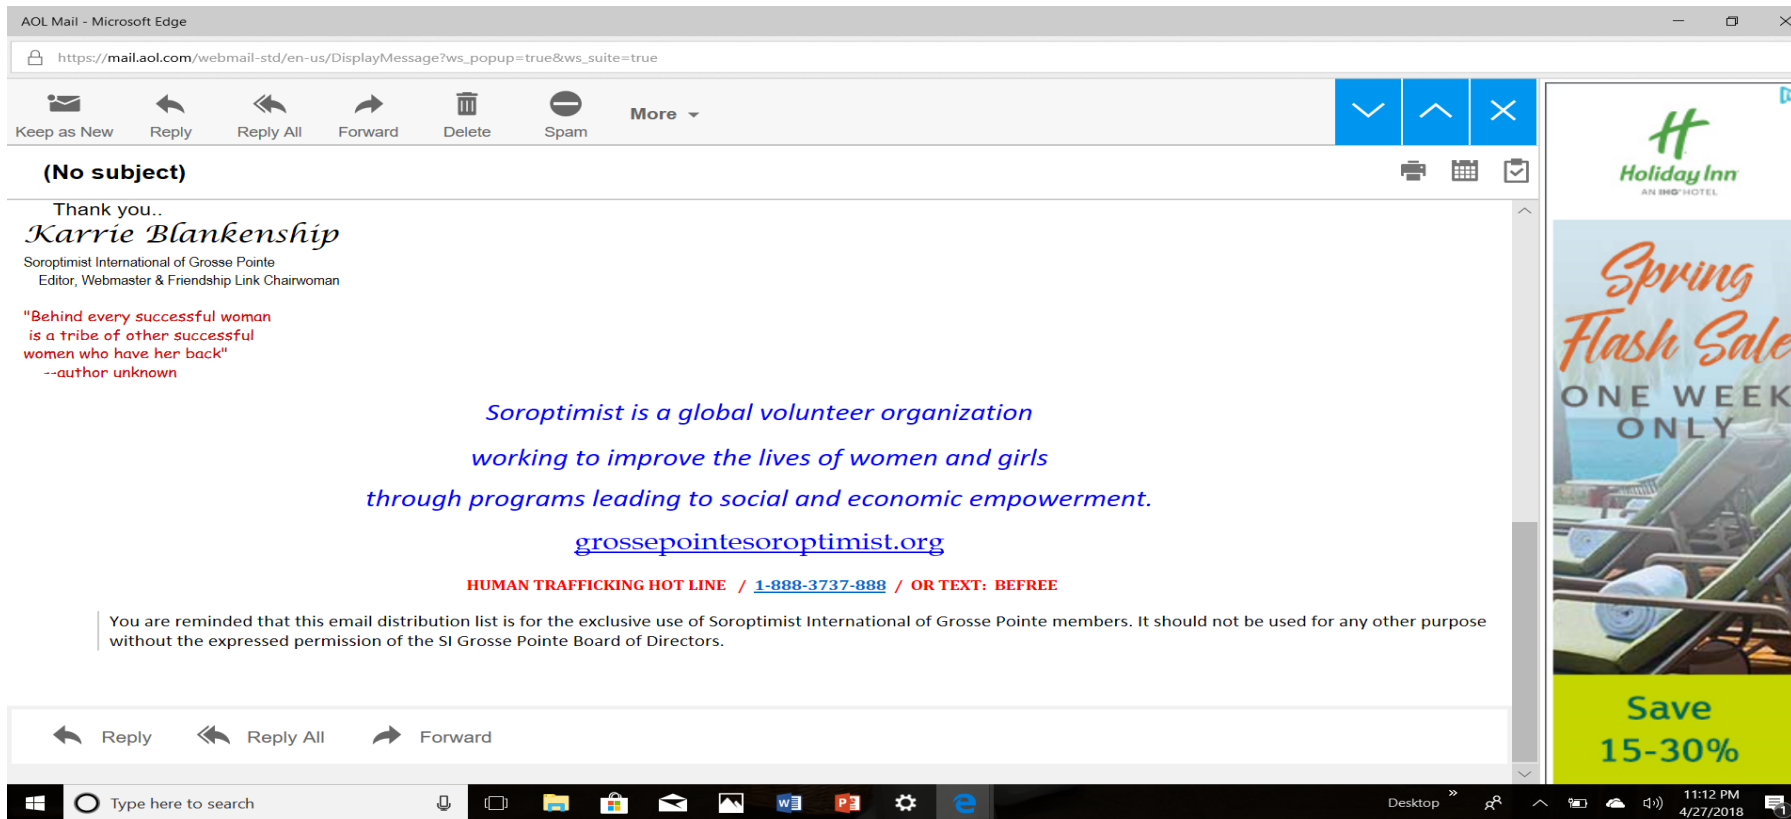 AOL Mail - Microsoft Edge
https://mail.aol.com/webmail-std/en-us/DisplayMessage?ws_popup=true&ws_suite=true
Keep as New Reply Reply All Forward Delete Spam More
(No subject)
Thank you..
Karrie Blankenship
Soroptimist International of Grosse Pointe
Editor, Webmaster & Friendship Link Chairwoman
"Behind every successful woman
is a tribe of other successful
women who have her back"
--author unknown
Soroptimist is a global volunteer organization
working to improve the lives of women and girls
through programs leading to social and economic empowerment.
grossepointesoroptimist.org
HUMAN TRAFFICKING HOT LINE / 1-888-3737-888 / OR TEXT: BEFREE
You are reminded that this email distribution list is for the exclusive use of Soroptimist International of Grosse Pointe members. It should not be used for any other purpose
without the expressed permission of the SI Grosse Pointe Board of Directors.
Reply Reply All Forward
H
Holiday Inn
AN IHG HOTEL
Spring
Flash Sale
ONE WEEK
ONLY
Save
15-30%
Type here to search
Desktop
11:12 PM
4/27/2018
1